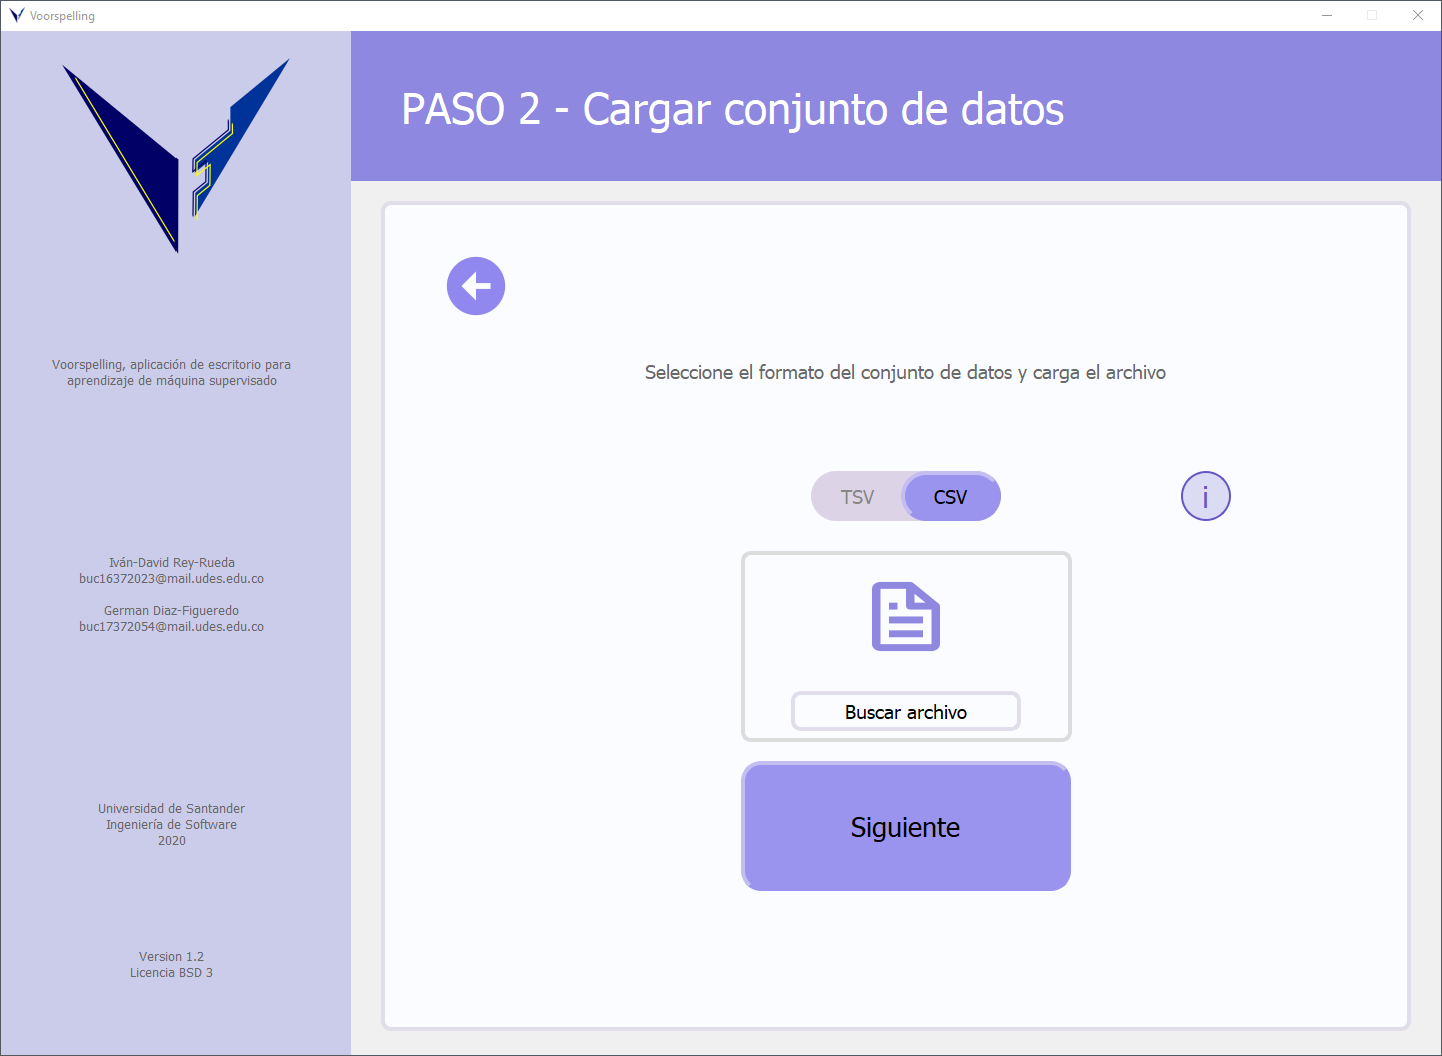 Voorspelling
PASO 2 - Cargar conjunto de datos
Voorspelling, aplicación de escritorio para
aprendizaje de máquina supervisado
Iván-David Rey-Rueda
buc16372023@mail.udes.edu.co
German Diaz-Figueredo
buc17372054@mail.udes.edu.co
Universidad de Santander
Ingeniería de Software
2020
Version 1.2
Licencia BSD 3
Seleccione el formato del conjunto de datos y carga el archivo
TSV CSV i
Buscar archivo
Siguiente